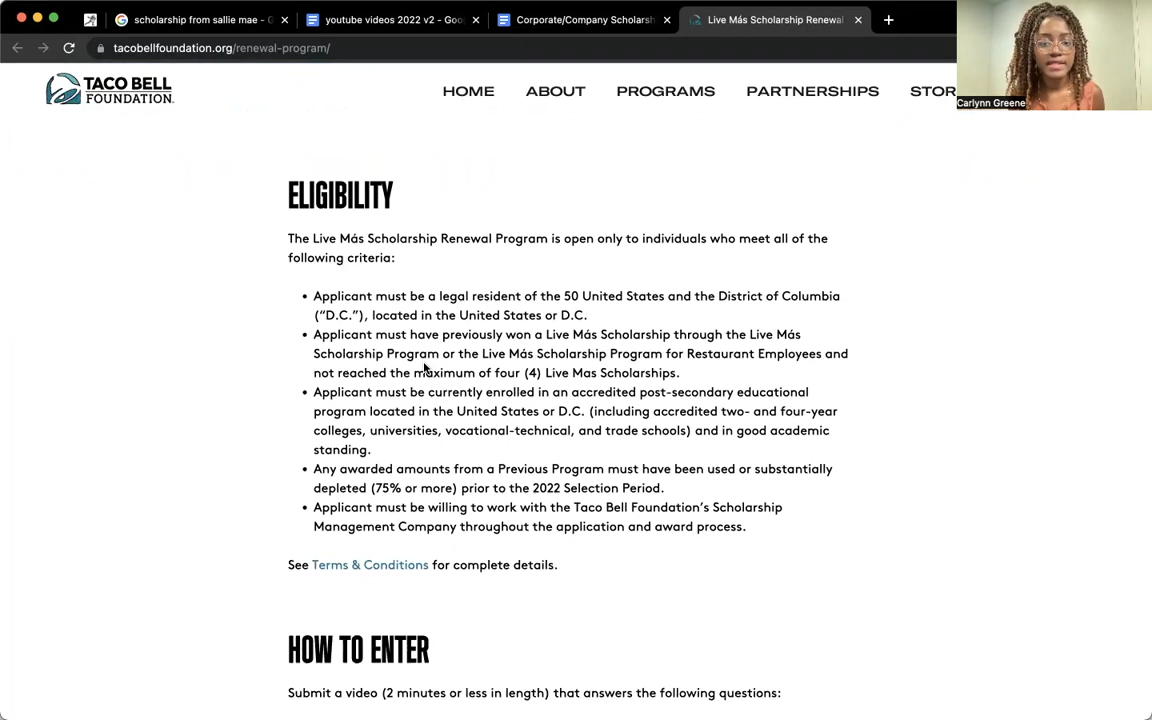 scholarship from sallie mae - G
youtube videos 2022 v2 - Goo
Corporate/Company Scholarsh
Live Más Scholarship Renewal
tacobellfoundation.org/renewal-program/
Carlynn Greene
TACO BELL
FOUNDATION.
HOME
ABOUT
PROGRAMS
PARTNERSHIPS
STOR
ELIGIBILITY
The Live Más Scholarship Renewal Program is open only to individuals who meet all of the
following criteria:
• Applicant must be a legal resident of the 50 United States and the District of Columbia
(“D.C.”), located in the United States or D.C.
• Applicant must have previously won a Live Más Scholarship through the Live Más
Scholarship Program or the Live Más Scholarship Program for Restaurant Employees and
not reached the maximum of four (4) Live Mas Scholarships.
• Applicant must be currently enrolled in an accredited post-secondary educational
program located in the United States or D.C. (including accredited two- and four-year
colleges, universities, vocational-technical, and trade schools) and in good academic
standing.
• Any awarded amounts from a Previous Program must have been used or substantially
depleted (75% or more) prior to the 2022 Selection Period.
• Applicant must be willing to work with the Taco Bell Foundation’s Scholarship
Management Company throughout the application and award process.
See Terms & Conditions for complete details.
HOW TO ENTER
Submit a video (2 minutes or less in length) that answers the following questions: